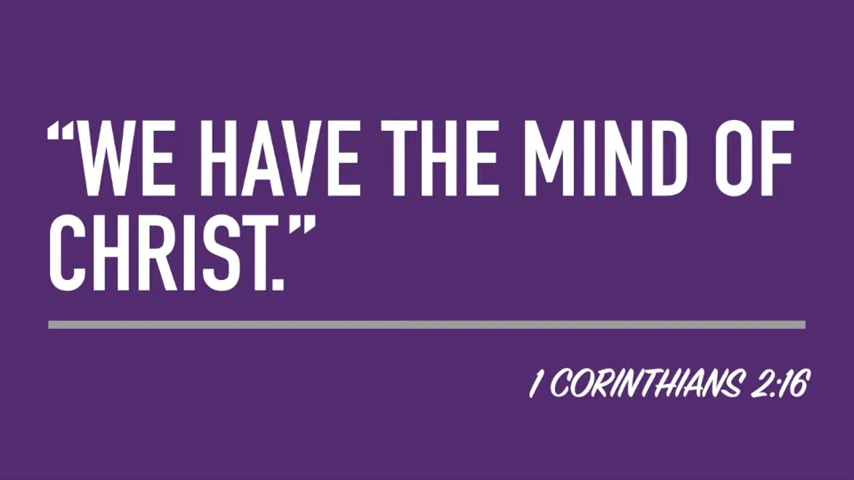 “WE HAVE THE MIND OF
CHRIST.”
1 CORINTHIANS 2:16